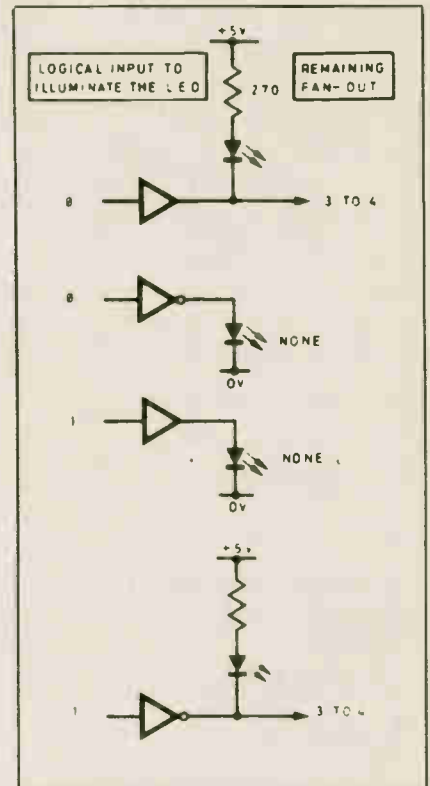 +5V
LOGICAL INPUT TO
ILLUMINATE THE LED
REMAINING
FAN-OUT
270
0
3 TO 4
0
NONE
0V
1
NONE
0V
+5V
1
3 TO 4